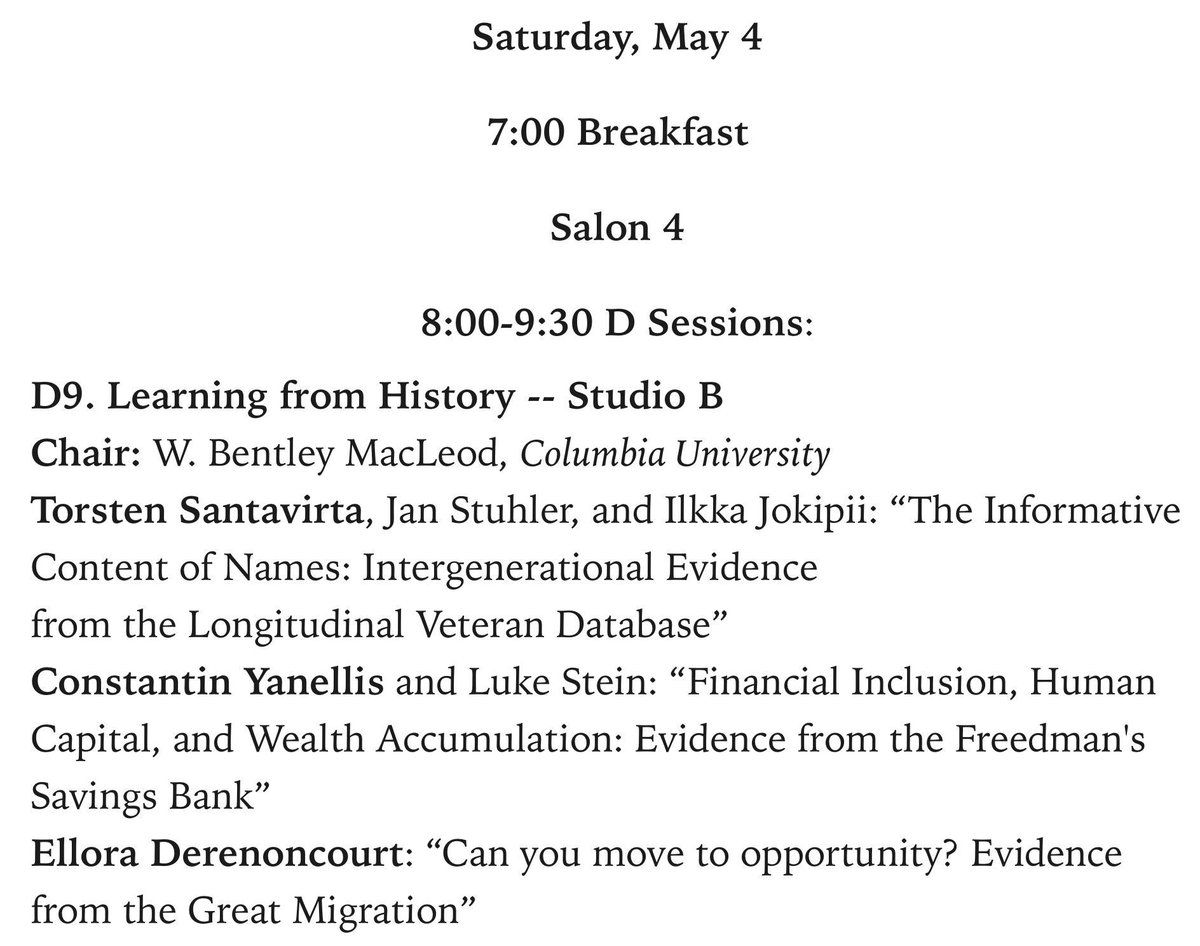 Saturday, May 4
7:00 Breakfast
Salon 4
8:00-9:30 D Sessions:
D9. Learning from History -- Studio B
Chair: W. Bentley MacLeod, Columbia University
Torsten Santavirta, Jan Stuhler, and Ilkka Jokipii: “The Informative
Content of Names: Intergenerational Evidence
from the Longitudinal Veteran Database”
Constantin Yanellis and Luke Stein: “Financial Inclusion, Human
Capital, and Wealth Accumulation: Evidence from the Freedman's
Savings Bank”
Ellora Derenoncourt: “Can you move to opportunity? Evidence
from the Great Migration”